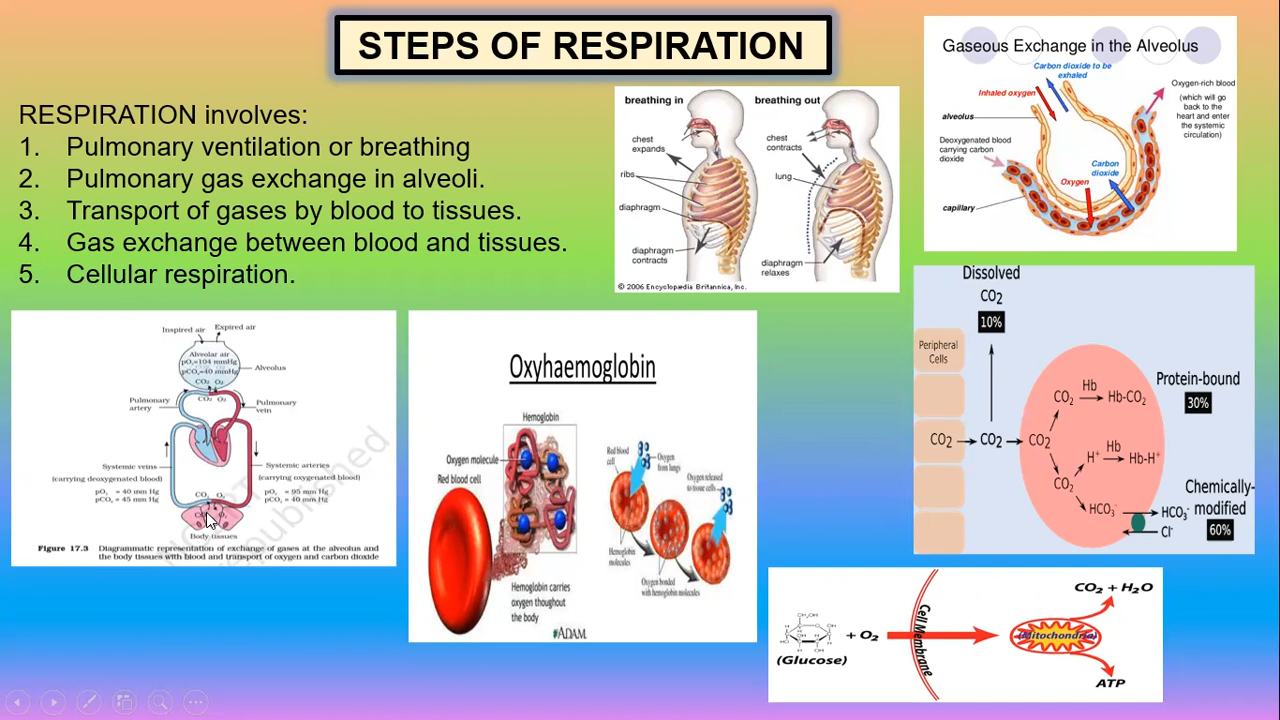 STEPS OF RESPIRATION
RESPIRATION involves:
1. Pulmonary ventilation or breathing
2. Pulmonary gas exchange in alveoli.
3. Transport of gases by blood to tissues.
4. Gas exchange between blood and tissues.
5. Cellular respiration.
breathing in
breathing out
chest
expands
ribs
diaphragm
diaphragm
contracts
chest
contracts
lung
diaphragm
relaxes
© 2006 Encyclopædia Britannica, Inc.
Gaseous Exchange in the Alveolus
Carbon dioxide to be
exhaled
Inhaled oxygen
alveolus
Deoxygenated blood
carrying carbon
dioxide
capillary
Oxygen
Carbon
dioxide
Oxygen-rich blood
(which will go
back to the
heart and enter
the systemic
circulation)
Inspired air
Expired air
Alveolar air
pO₂=104 mmHg
pCO₂=40 mmHg
CO₂ O₂
CO₂ O₂
Alveolus
Pulmonary
artery
Pulmonary
vein
Systemic veins
(carrying deoxygenated blood)
pO₂ = 40 mm Hg
pCO₂ = 45 mm Hg
Systemic arteries
(carrying oxygenated blood)
pO₂ = 95 mm Hg
pCO₂ = 40 mm Hg
CO₂ O₂
Body tissues
Figure 17.3 Diagrammatic representation of exchange of gases at the alveolus and
the body tissues with blood and transport of oxygen and carbon dioxide
republished
Oxyhaemoglobin
Hemoglobin
Oxygen molecule
Red blood cell
Hemoglobin carries
oxygen thoughout
the body
ADAM
Red blood
cell
Oxygen
from lungs
Oxygen released
to tissue cells
Hemoglobin
molecules
Oxygen bonded
with hemoglobin molecules
Dissolved
CO₂
10%
Peripheral
Cells
CO₂ → CO₂ → CO₂
CO₂ Hb → Hb-CO₂
Protein-bound
30%
CO₂
H⁺ Hb → Hb-H⁺
HCO₃⁻ → HCO₃⁻
Cl⁻
Chemically-
modified
60%
CH₂OH
(Glucose)
+ O₂
Cell Membrane
(Mitochondria)
CO₂ + H₂O
ATP